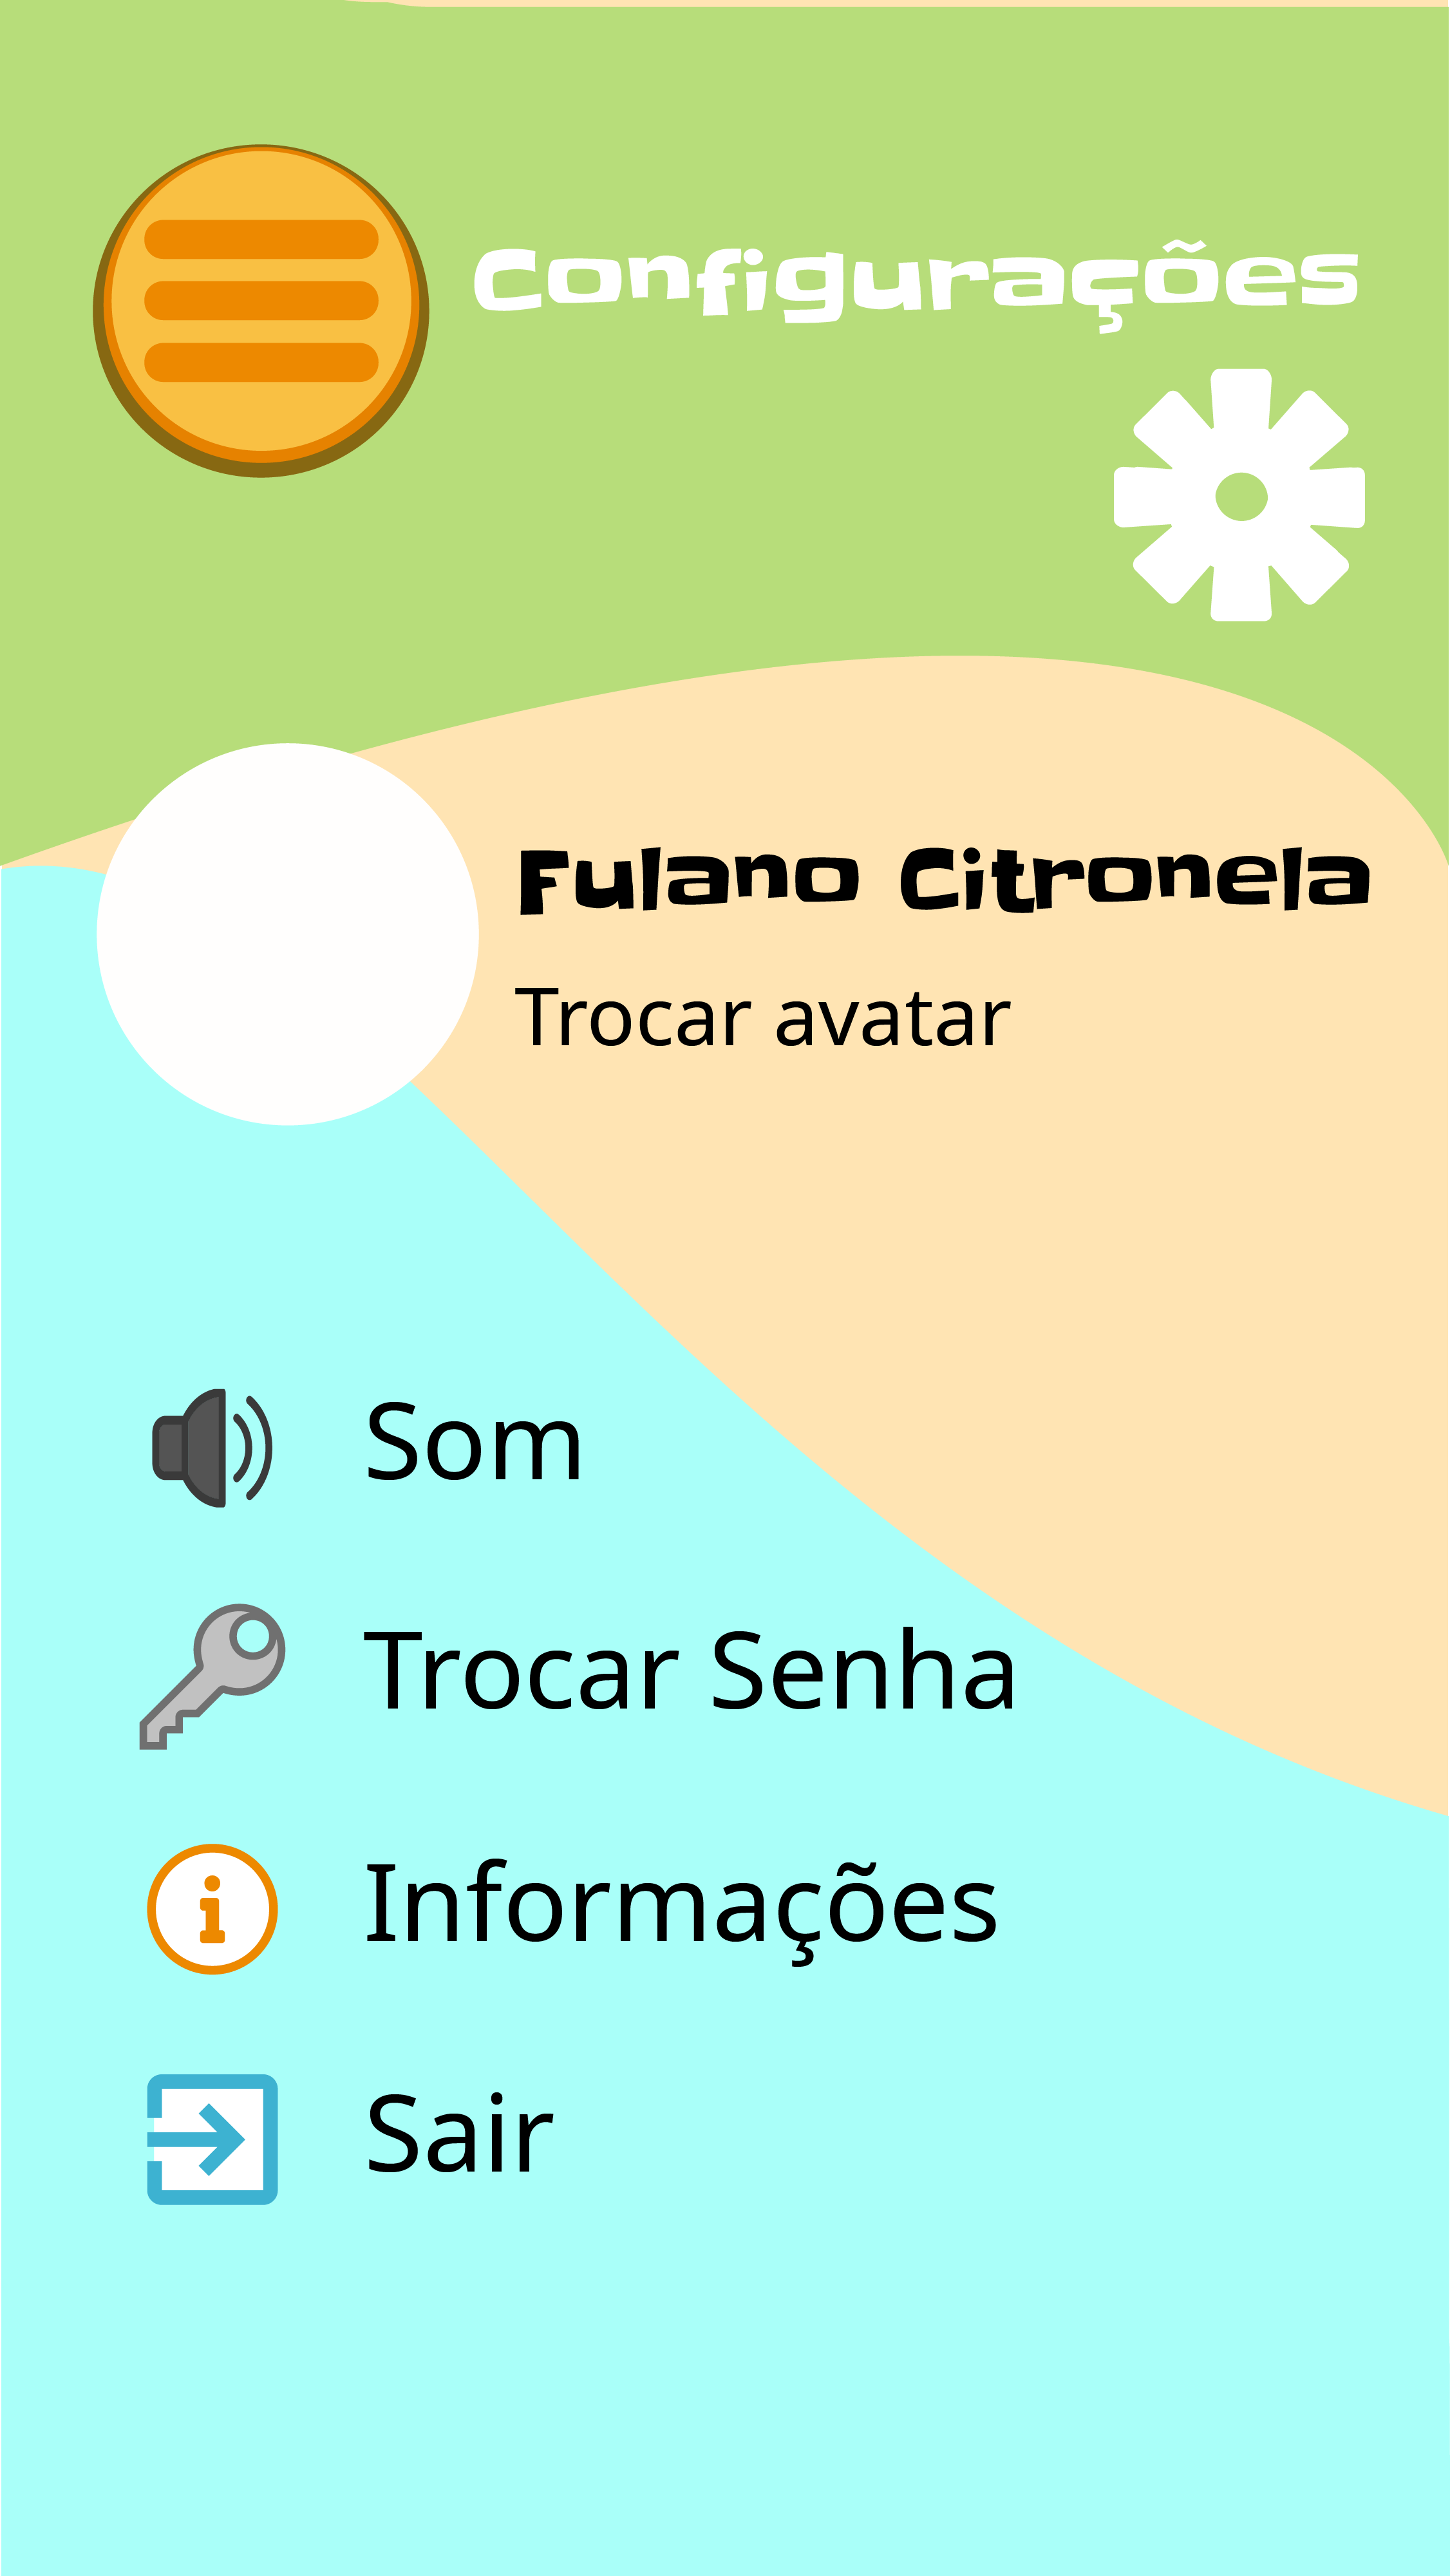 Configurações
Fulano Citronela
Trocar avatar
Som
Trocar Senha
Informações
Sair